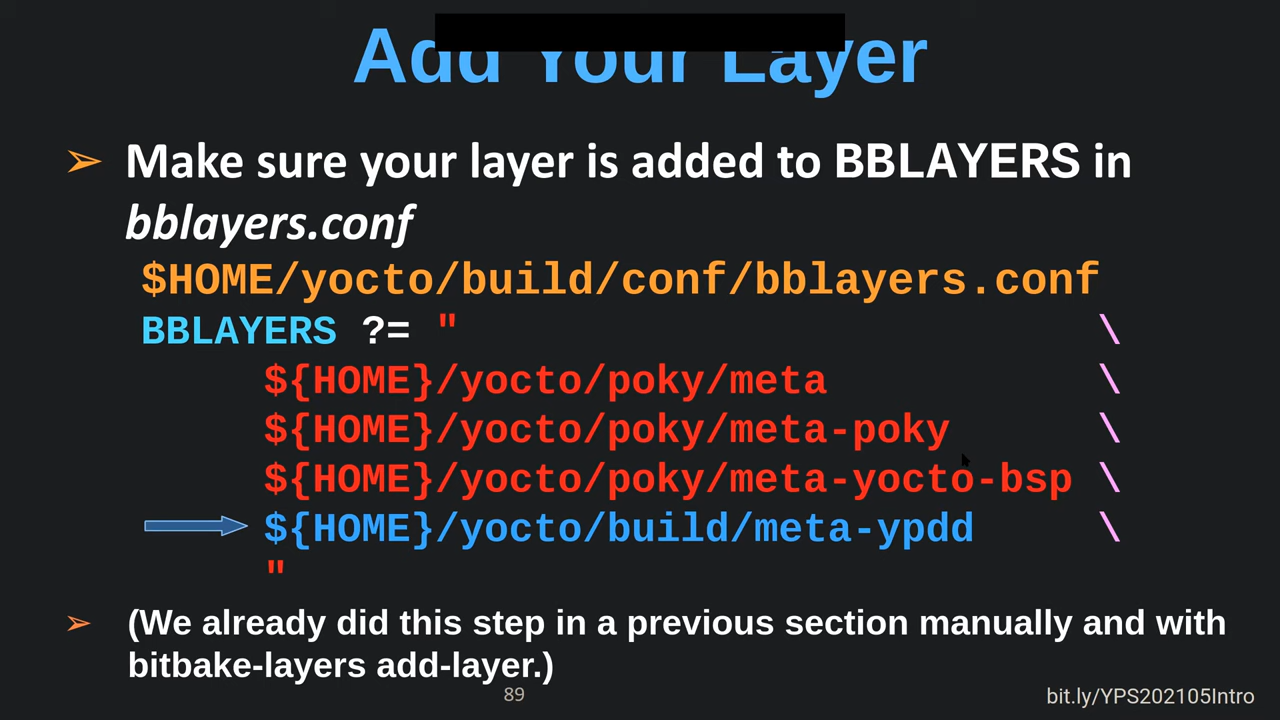 Add Your Layer
➢ Make sure your layer is added to BBLAYERS in
bblayers.conf
$HOME/yocto/build/conf/bblayers.conf
BBLAYERS ?= " \
${HOME}/yocto/poky/meta \
${HOME}/yocto/poky/meta-poky \
${HOME}/yocto/poky/meta-yocto-bsp \
${HOME}/yocto/build/meta-ypdd \
"
➢ (We already did this step in a previous section manually and with
bitbake-layers add-layer.)
89
bit.ly/YPS202105Intro